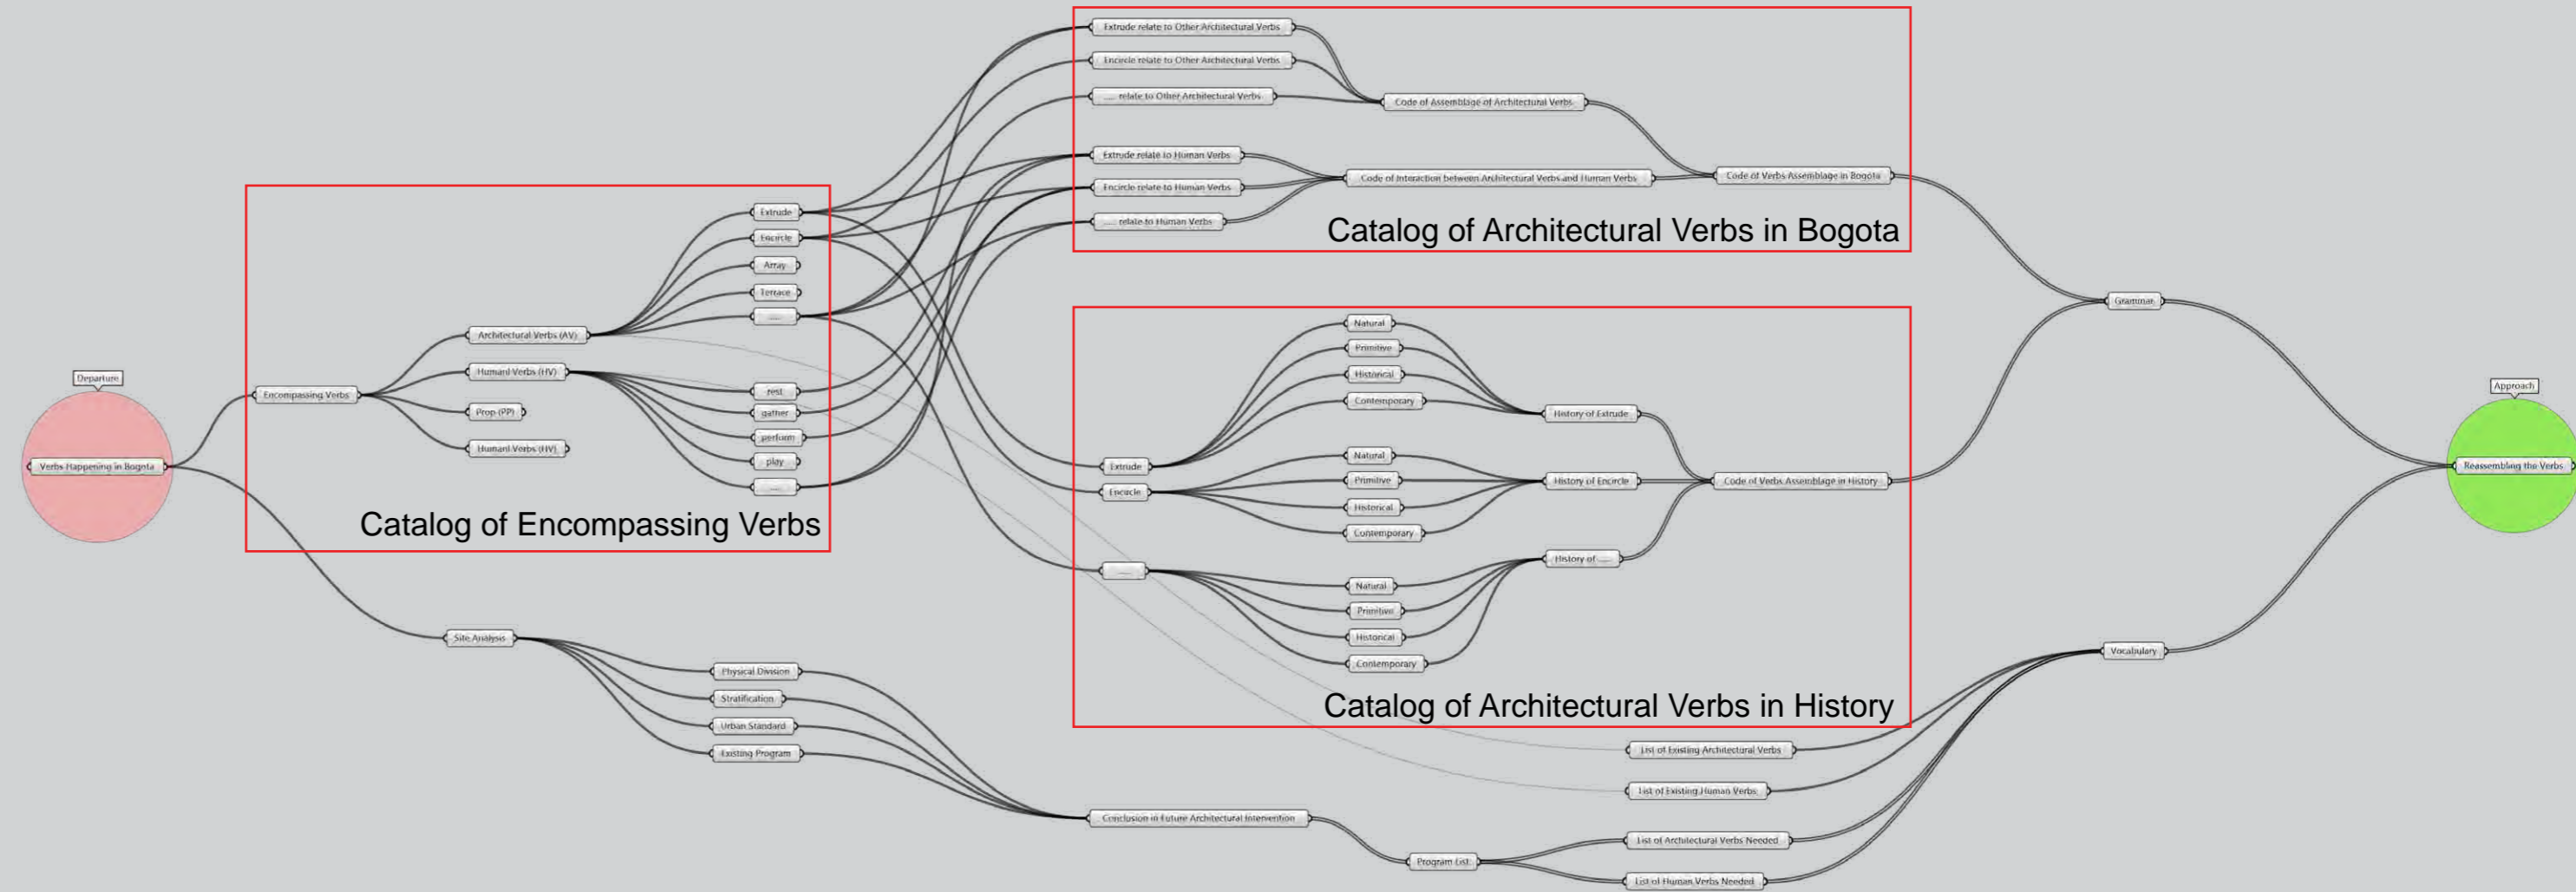 Departure
Verbs Happening in Bogota
Encompassing Verbs
Architectural Verbs (AV)
Humanl Verbs (HV)
Prop (PP)
Humanl Verbs (HV)
Extrude
Encircle
Array
Terrace
.....
rest
gather
perform
play
.....
Catalog of Encompassing Verbs
Site Analysis
Physical Division
Stratification
Urban Standard
Existing Program
Extrude relate to Other Architectural Verbs
Encircle relate to Other Architectural Verbs
..... relate to Other Architectural Verbs
Extrude relate to Human Verbs
Encircle relate to Human Verbs
..... relate to Human Verbs
Code of Assemblage of Architectural Verbs
Code of Interaction between Architectural Verbs and Human Verbs
Code of Verbs Assemblage in Bogota
Catalog of Architectural Verbs in Bogota
Extrude
Encircle
.....
Natural
Primitive
Historical
Contemporary
History of Extrude
Natural
Primitive
Historical
Contemporary
History of Encircle
Natural
Primitive
Historical
Contemporary
History of .....
Code of Verbs Assemblage in History
Catalog of Architectural Verbs in History
List of Existing Architectural Verbs
List of Existing Human Verbs
Conclusion in Future Architectural Intervention
Program List
List of Architectural Verbs Needed
List of Human Verbs Needed
Grammar
Vocabulary
Approach
Reassembling the Verbs